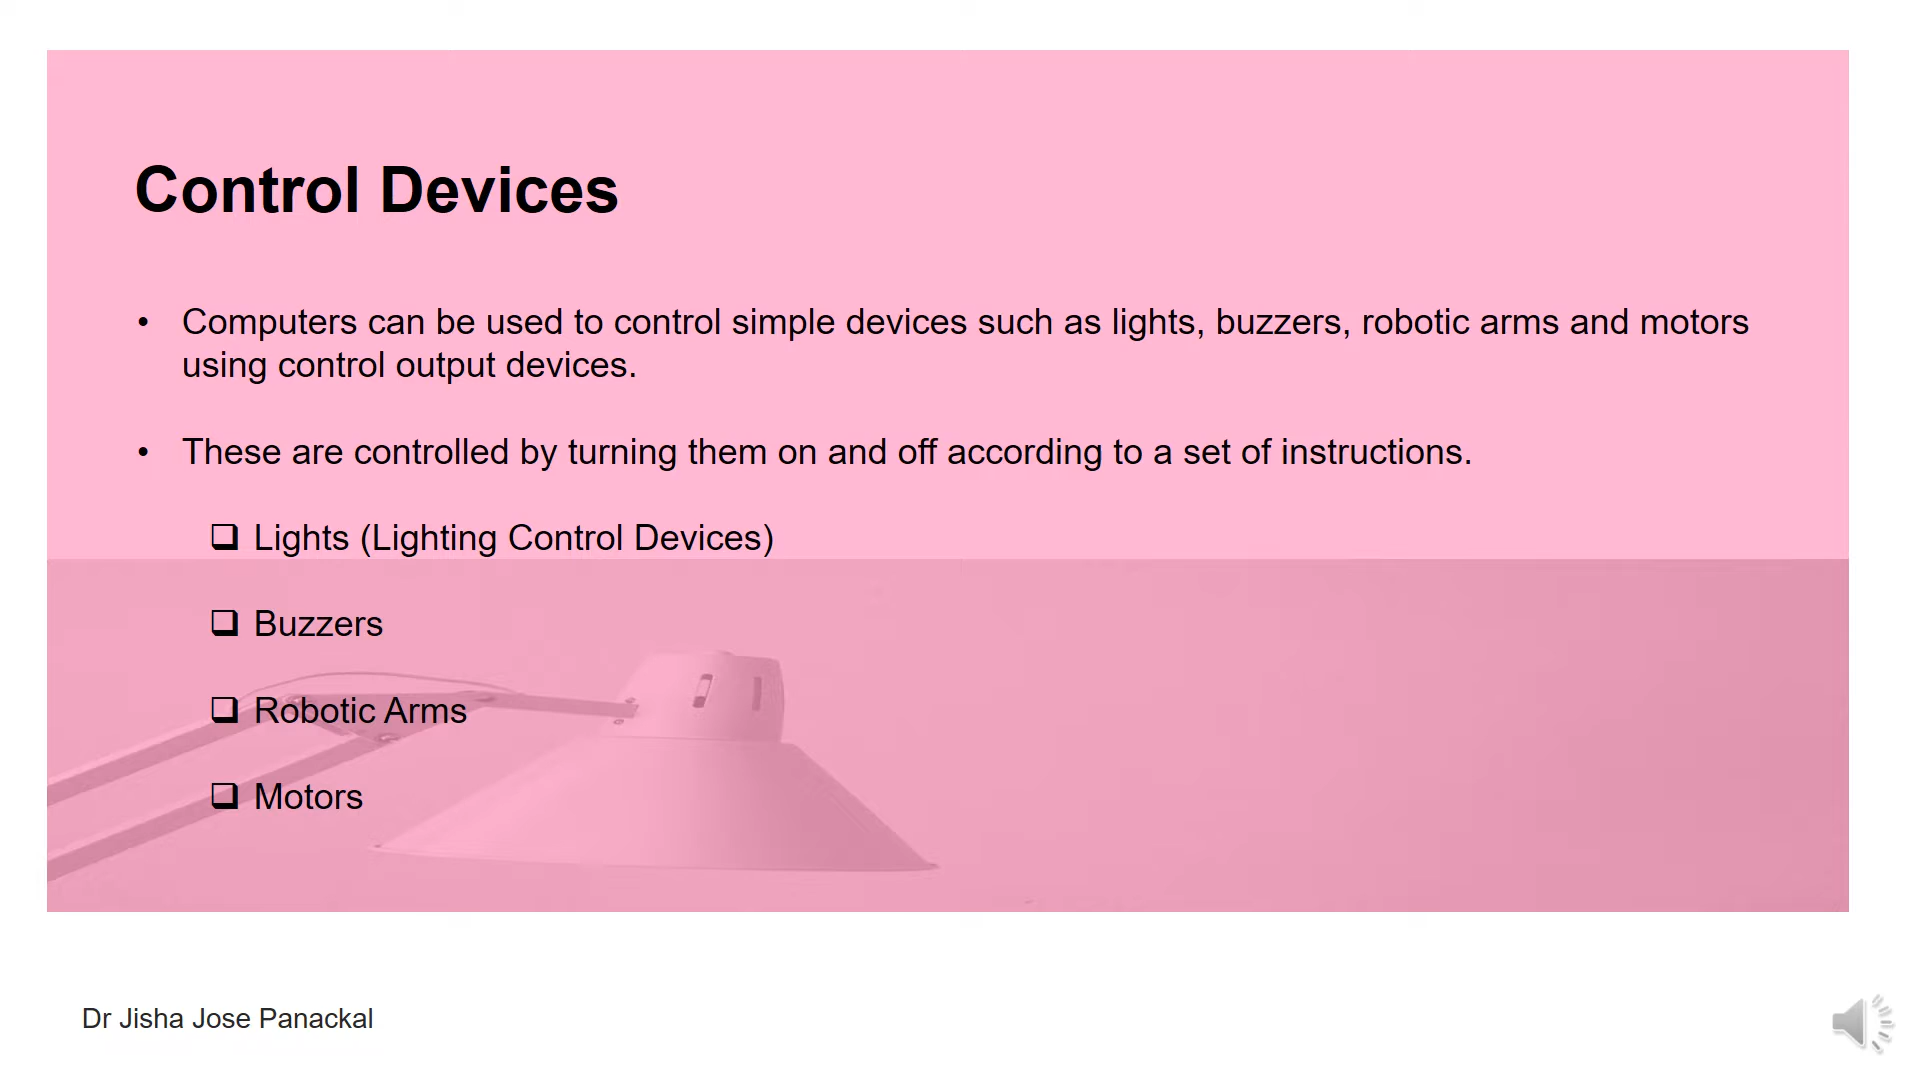 Control Devices
• Computers can be used to control simple devices such as lights, buzzers, robotic arms and motors
using control output devices.
• These are controlled by turning them on and off according to a set of instructions.
❑ Lights (Lighting Control Devices)
❑ Buzzers
❑ Robotic Arms
❑ Motors
Dr Jisha Jose Panackal